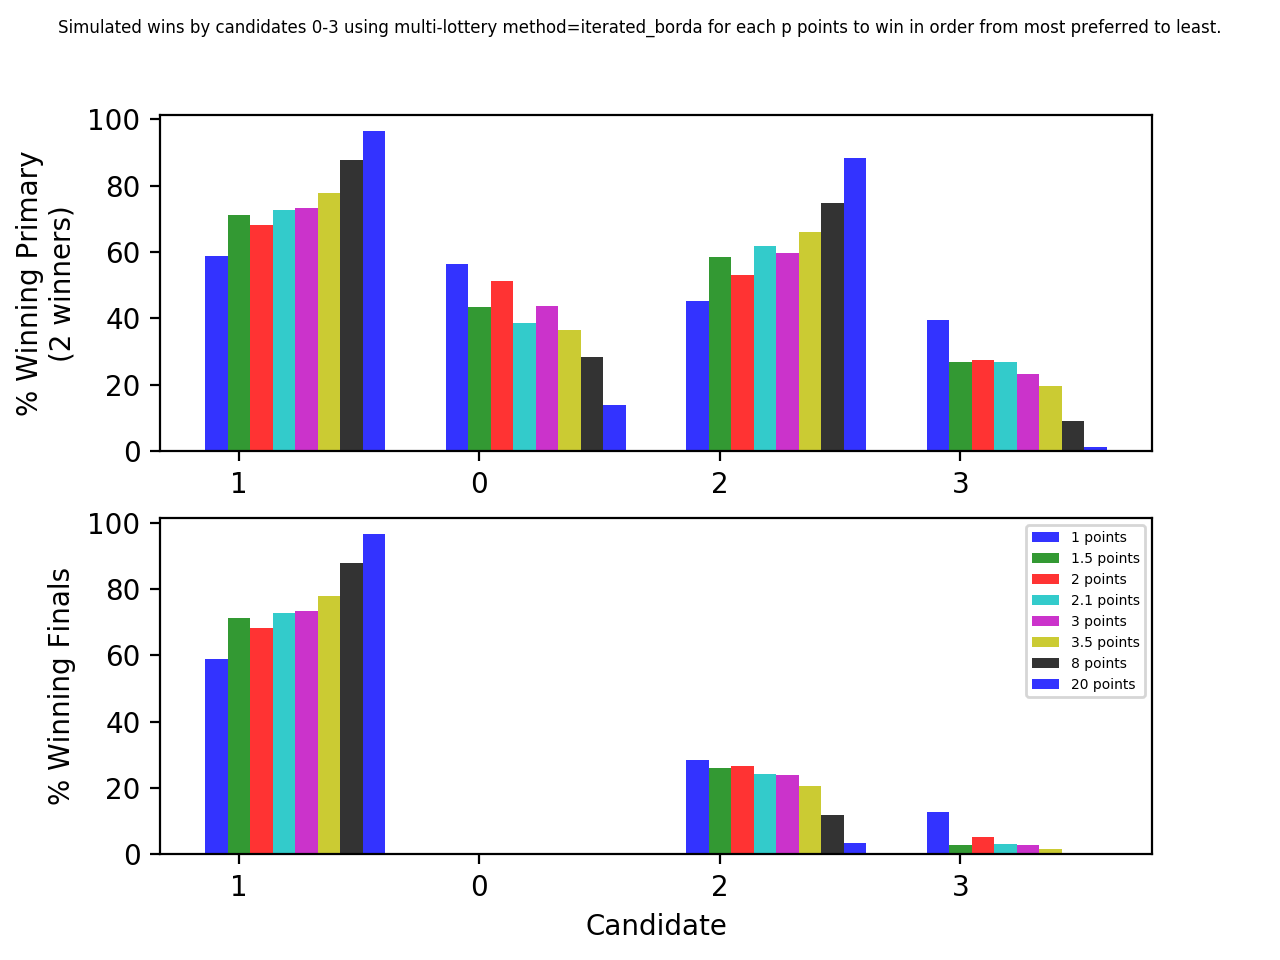 Simulated wins by candidates 0-3 using multi-lottery method=iterated_borda for each p points to win in order from most preferred to least.
% Winning Primary
(2 winners)
100
80
60
40
20
0
1
0
2
3
% Winning Finals
100
80
60
40
20
0
1 points
1.5 points
2 points
2.1 points
3 points
3.5 points
8 points
20 points
1
0
2
3
Candidate